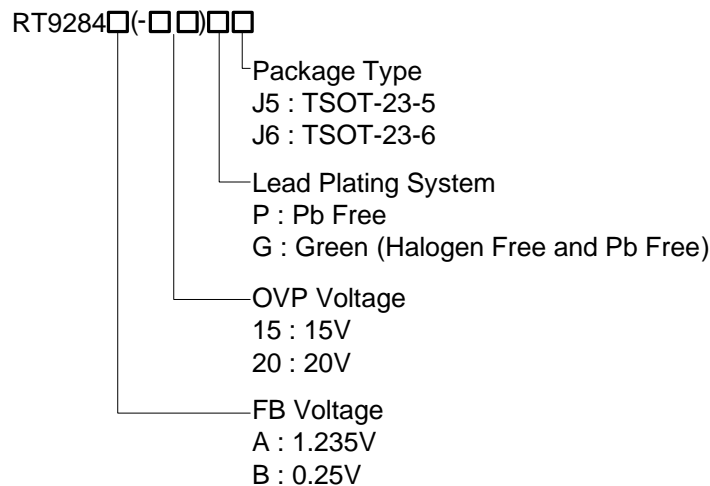 RT9284□(-□□)□□
Package Type
J5 : TSOT-23-5
J6 : TSOT-23-6
Lead Plating System
P : Pb Free
G : Green (Halogen Free and Pb Free)
OVP Voltage
15 : 15V
20 : 20V
FB Voltage
A : 1.235V
B : 0.25V